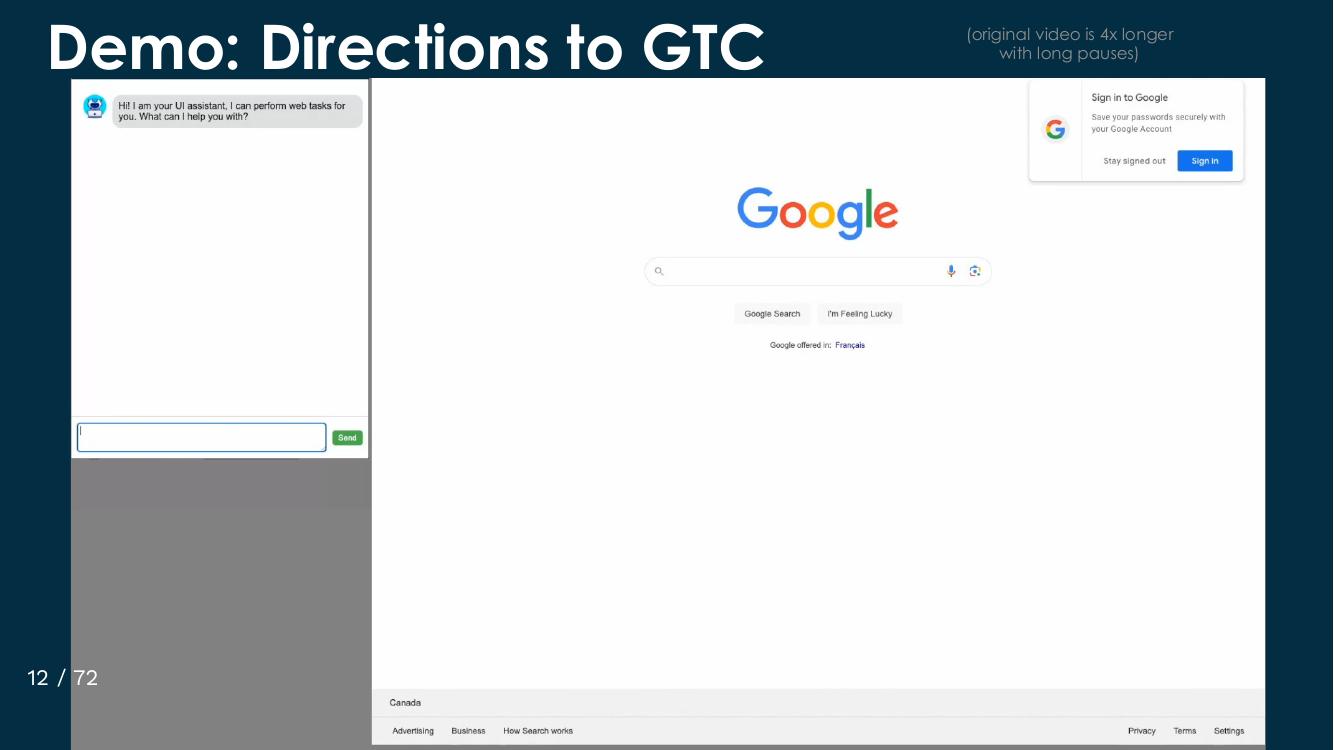 Demo: Directions to GTC
(original video is 4x longer
with long pauses)
Hi! I am your UI assistant, I can perform web tasks for
you. What can I help you with?
Send
Sign in to Google
Save your passwords securely with
your Google Account
Stay signed out
Sign in
Google
Google Search
I'm Feeling Lucky
Google offered in: Français
12 / 72
Canada
Advertising
Business
How Search works
Privacy
Terms
Settings